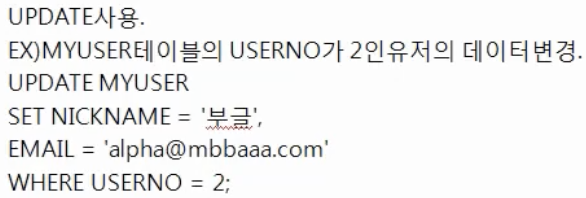 UPDATE사용.
EX)MYUSER테이블의 USERNO가 2인유저의 데이터변경.
UPDATE MYUSER
SET NICKNAME = '부글',
EMAIL = 'alpha@mbbaaa.com'
WHERE USERNO = 2;